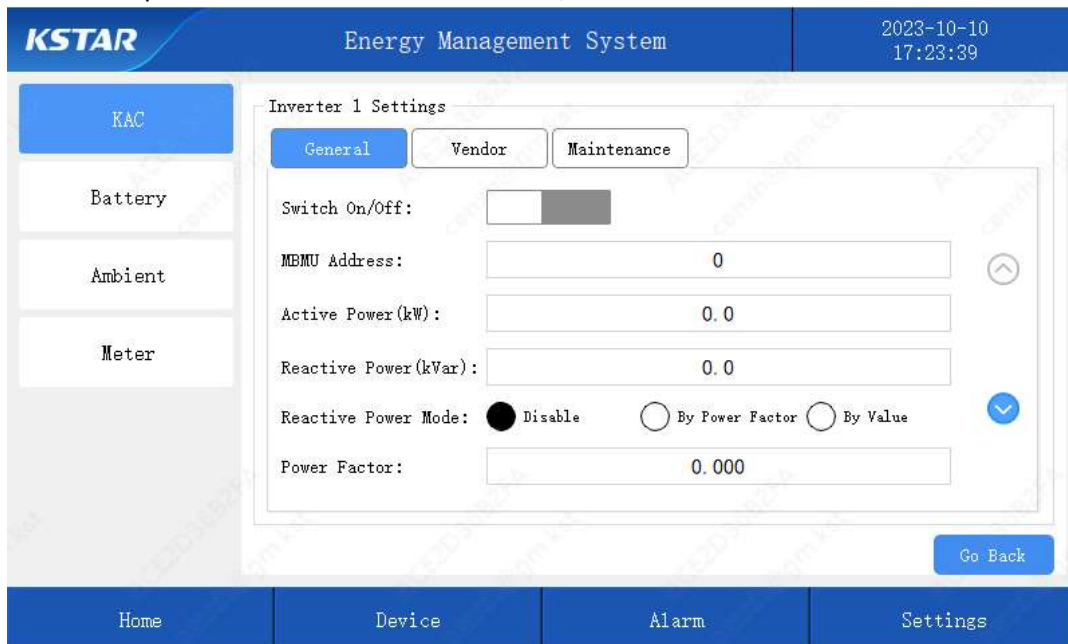 KSTAR
Energy Management System
2023-10-10
17:23:39
KAC
Battery
Ambient
Meter
Inverter 1 Settings
General
Vendor
Maintenance
Switch On/Off:
MBMU Address:
0
Active Power(kW):
0.0
Reactive Power(kVar):
0.0
Reactive Power Mode:
Disable
By Power Factor
By Value
Power Factor:
0.000
Go Back
Home
Device
Alarm
Settings